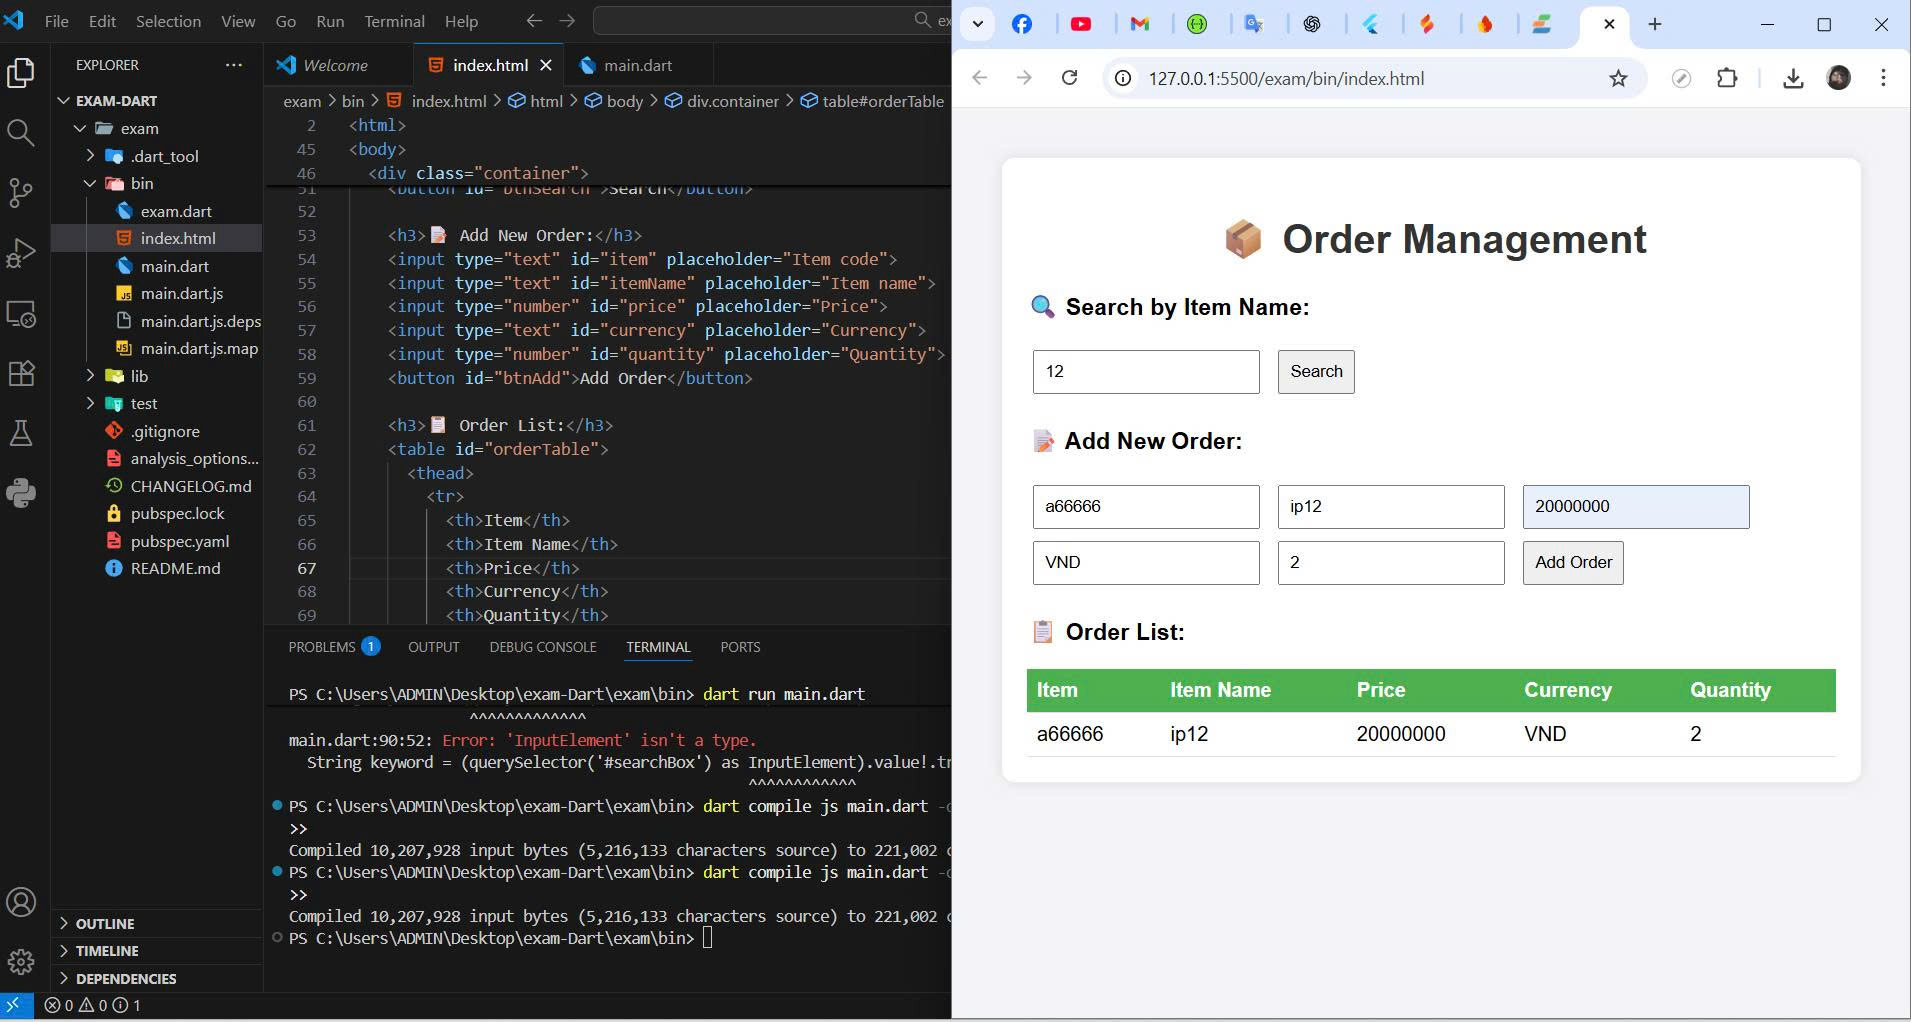 File Edit Selection View Go Run Terminal Help
EXPLORER
EXAM-DART
exam
.dart_tool
bin
exam.dart
index.html
main.dart
main.dart.js
main.dart.js.deps
main.dart.js.map
lib
test
.gitignore
analysis_options...
CHANGELOG.md
pubspec.lock
pubspec.yaml
README.md
OUTLINE
TIMELINE
DEPENDENCIES
0 0 1
Welcome index.html main.dart
exam > bin > index.html > html > body > div.container > table#orderTable
2 <html>
45 <body>
46 <div class="container">
51 <button id="btnSearch">Search</button>
52
53 <h3>📝 Add New Order:</h3>
54 <input type="text" id="item" placeholder="Item code">
55 <input type="text" id="itemName" placeholder="Item name">
56 <input type="number" id="price" placeholder="Price">
57 <input type="text" id="currency" placeholder="Currency">
58 <input type="number" id="quantity" placeholder="Quantity">
59 <button id="btnAdd">Add Order</button>
60
61 <h3>📋 Order List:</h3>
62 <table id="orderTable">
63 <thead>
64 <tr>
65 <th>Item</th>
66 <th>Item Name</th>
67 <th>Price</th>
68 <th>Currency</th>
69 <th>Quantity</th>
PROBLEMS 1 OUTPUT DEBUG CONSOLE TERMINAL PORTS
PS C:\Users\ADMIN\Desktop\exam-Dart\exam\bin> dart run main.dart
^^^^^^^^^^^^^
main.dart:90:52: Error: 'InputElement' isn't a type.
String keyword = (querySelector('#searchBox') as InputElement).value!.tr
^^^^^^^^^^^^
PS C:\Users\ADMIN\Desktop\exam-Dart\exam\bin> dart compile js main.dart -o
>>
Compiled 10,207,928 input bytes (5,216,133 characters source) to 221,002 c
PS C:\Users\ADMIN\Desktop\exam-Dart\exam\bin> dart compile js main.dart -o
>>
Compiled 10,207,928 input bytes (5,216,133 characters source) to 221,002 c
PS C:\Users\ADMIN\Desktop\exam-Dart\exam\bin>
127.0.0.1:5500/exam/bin/index.html
📦 Order Management
🔍 Search by Item Name:
12 Search
📝 Add New Order:
a66666 ip12 20000000
VND 2 Add Order
📋 Order List:
Item Item Name Price Currency Quantity
a66666 ip12 20000000 VND 2